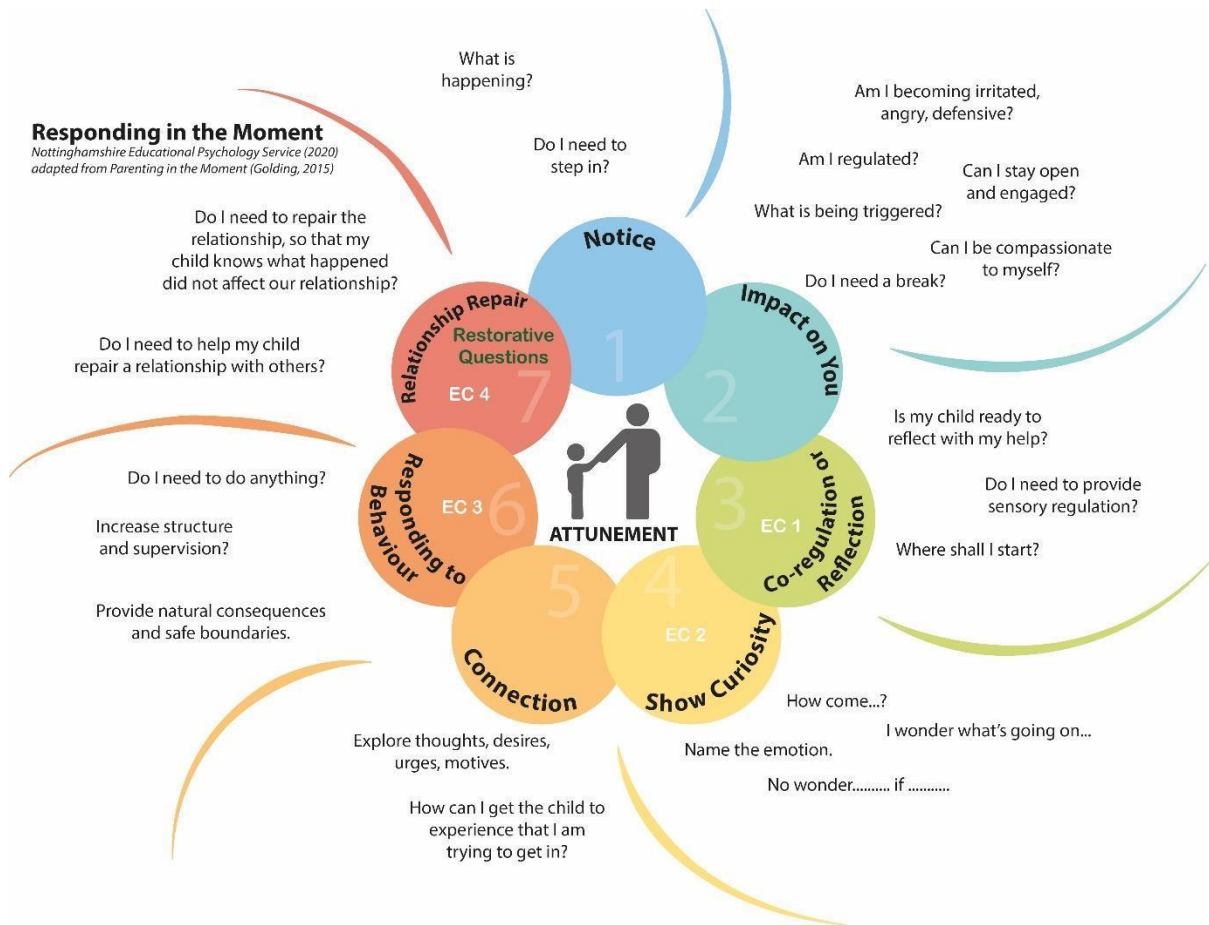 Responding in the Moment
Nottinghamshire Educational Psychology Service (2020)
adapted from Parenting in the Moment (Golding, 2015)
What is
happening?
Do I need to
step in?
Notice
1
Am I becoming irritated,
angry, defensive?
Am I regulated?
Can I stay open
and engaged?
What is being triggered?
Can I be compassionate
to myself?
Do I need a break?
Impact on You
2
Is my child ready to
reflect with my help?
Do I need to provide
sensory regulation?
Where shall I start?
3
EC 1
Co-regulation or
Reflection
4
EC 2
Show Curiosity
How come...?
I wonder what's going on...
Name the emotion.
No wonder.......... if ...........
5
Connection
Explore thoughts, desires,
urges, motives.
How can I get the child to
experience that I am
trying to get in?
6
EC 3
Responding to
Behaviour
Do I need to do anything?
Increase structure
and supervision?
Provide natural consequences
and safe boundaries.
Relationship Repair
Restorative
Questions
EC 4
7
Do I need to repair the
relationship, so that my
child knows what happened
did not affect our relationship?
Do I need to help my child
repair a relationship with others?
ATTUNEMENT